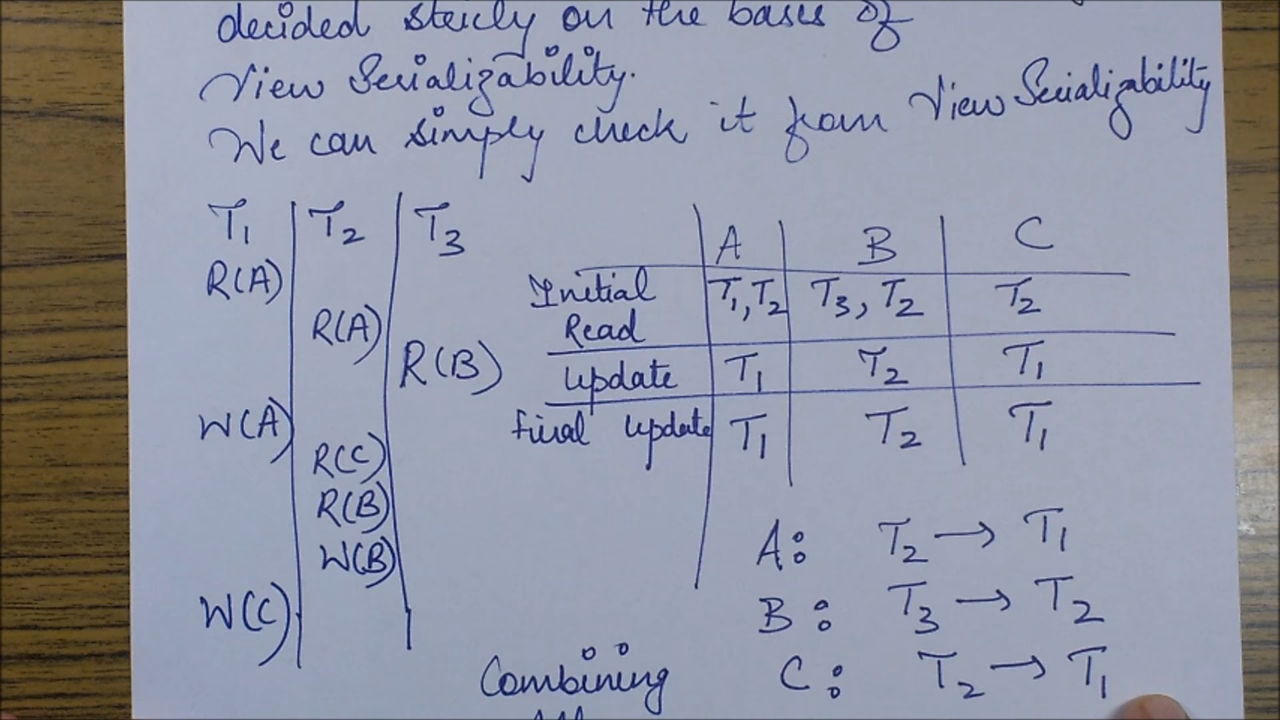 decided stricly on the bases of
View Serializability.
We can simply check it from View Serializability
T1 T2 T3
R(A)
R(A)
R(B)
W(A)
R(C)
R(B)
W(B)
W(C)
A B C
Initial Read T1,T2 T3,T2 T2
Update T1 T2 T1
Final Update T1 T2 T1
A: T2 → T1
B: T3 → T2
C: T2 → T1
Combining